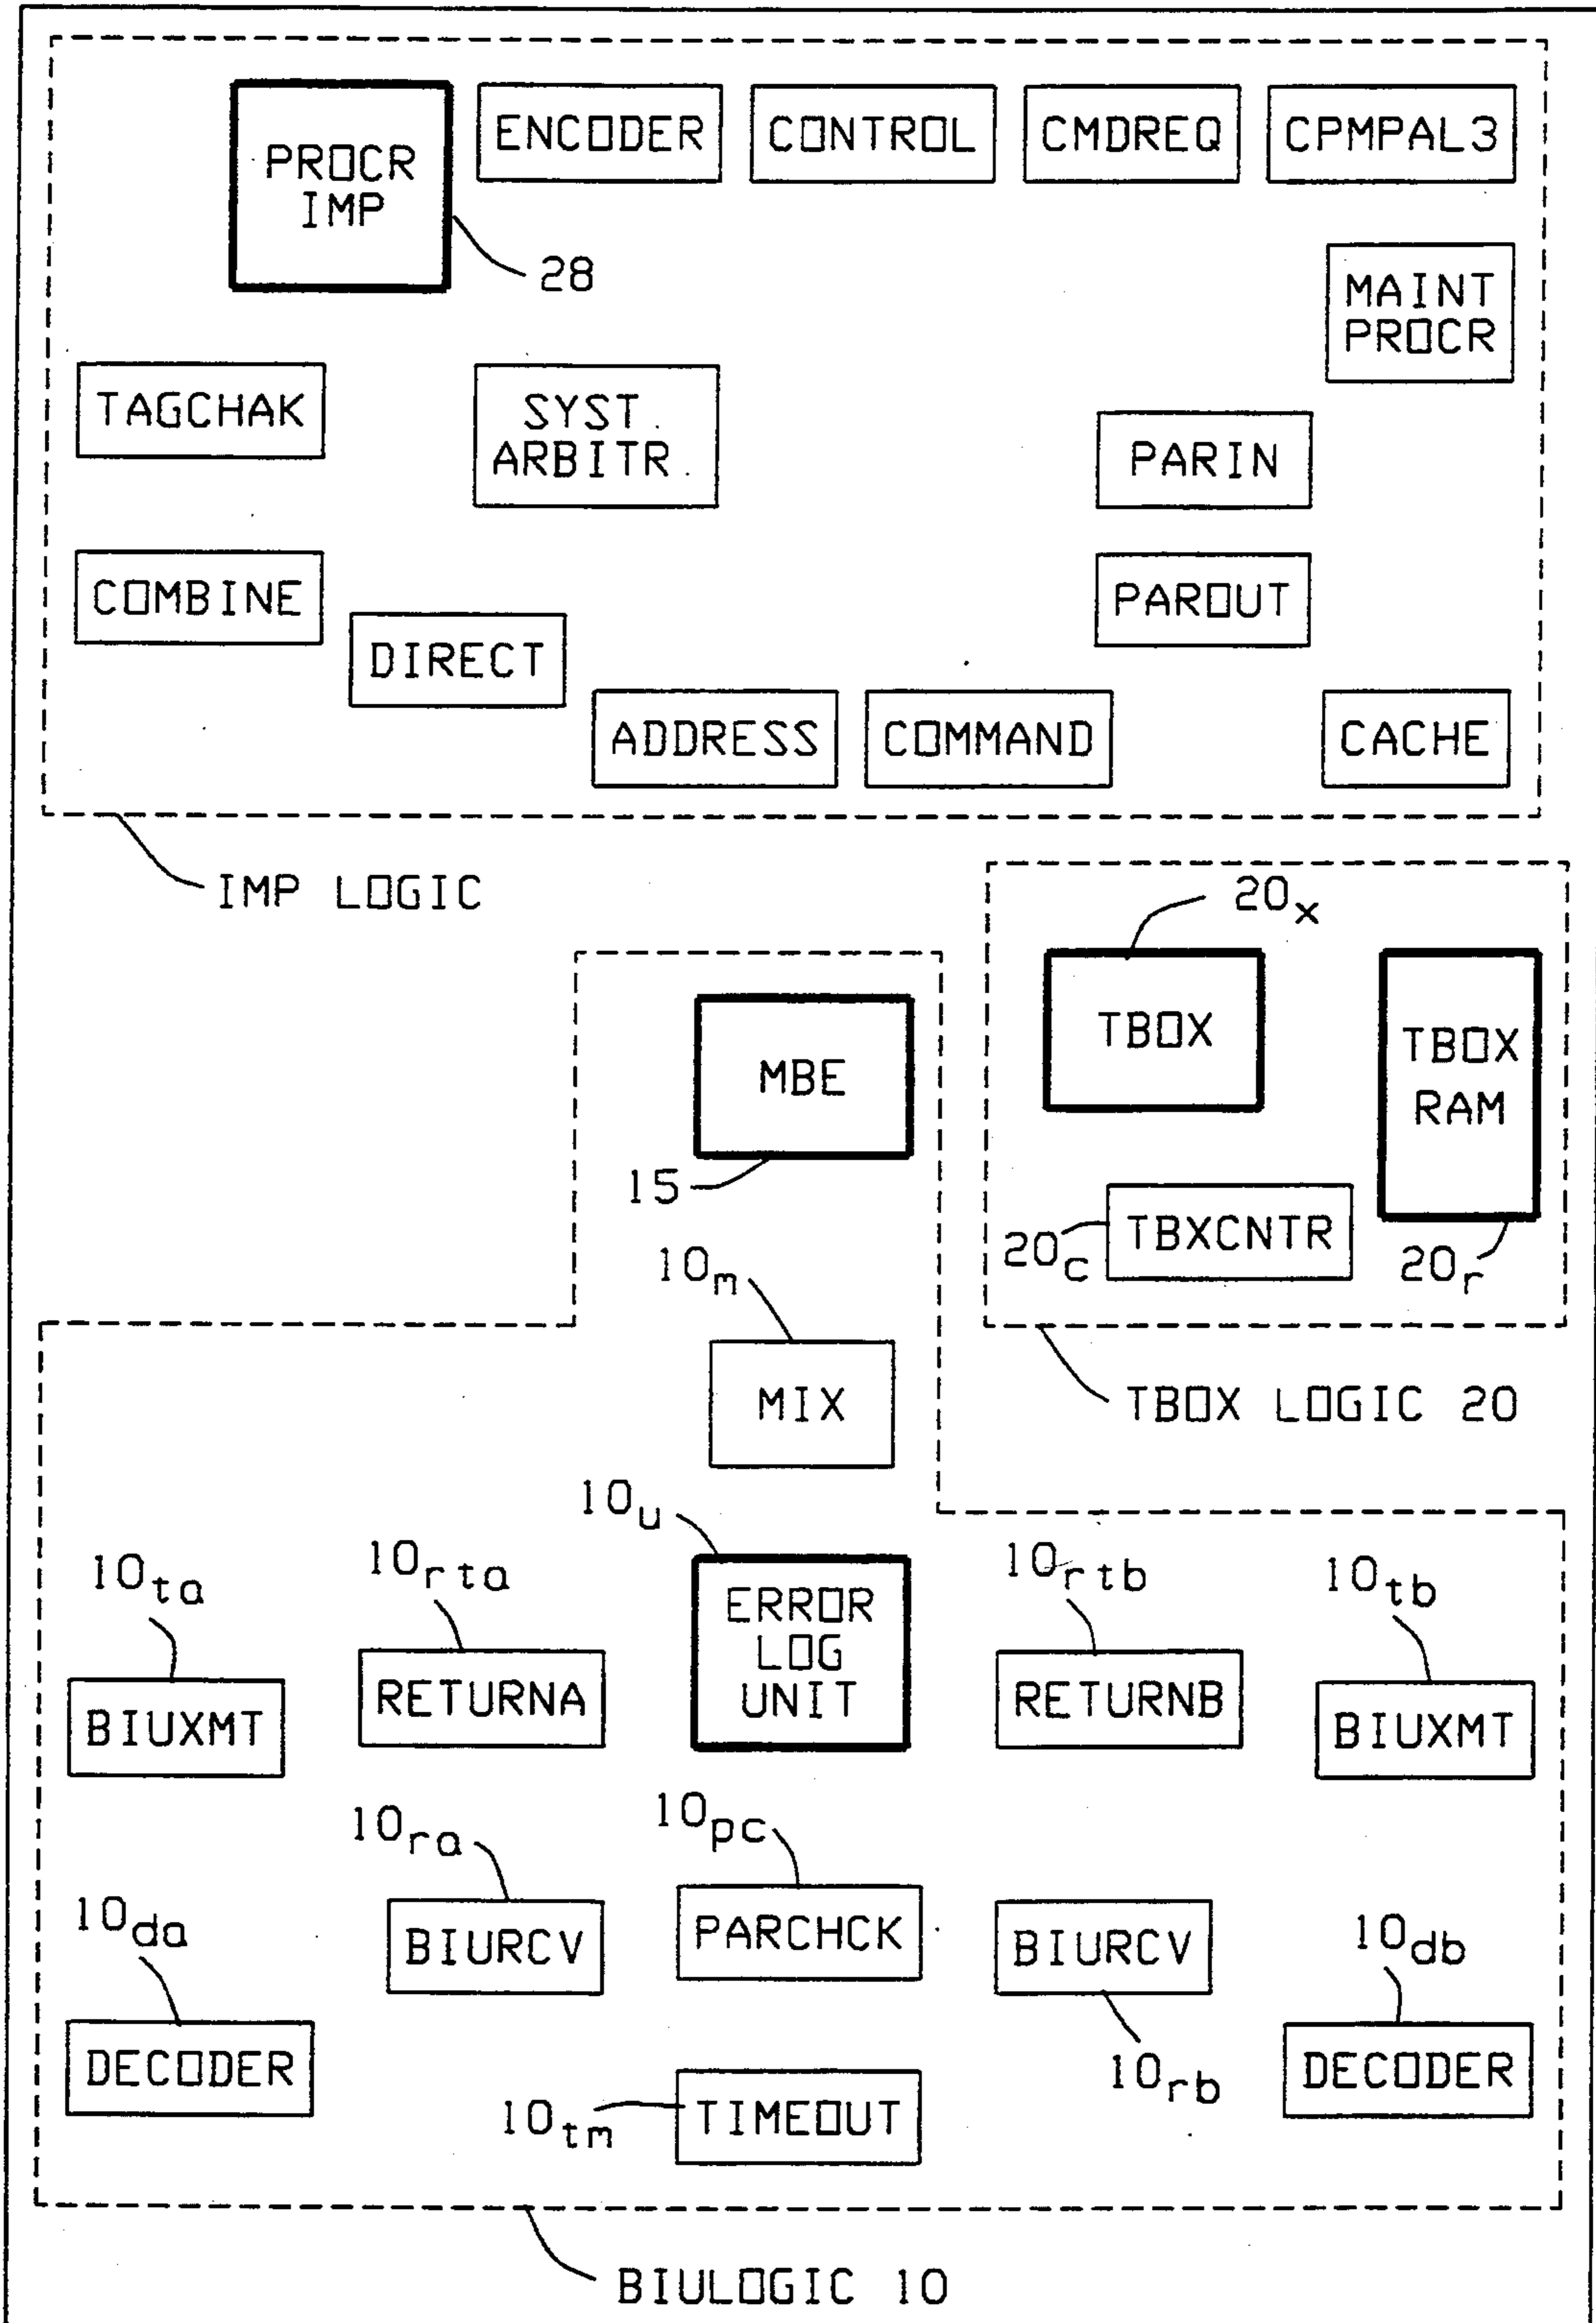 PROCR
IMP
28
ENCODER
CONTROL
CMDREQ
CPMPAL3
MAINT
PROCR
TAGCHAK
SYST.
ARBITR.
PARIN
COMBINE
DIRECT
PAROUT
ADDRESS
COMMAND
CACHE
IMP LOGIC
20x
TBOX
TBOX
RAM
MBE
15
20c
TBXCNTR
20r
10m
MIX
TBOX LOGIC 20
10u
10ta
10rta
ERROR
LOG
UNIT
10rtb
10tb
BIUXMT
RETURNA
RETURNB
BIUXMT
10ra
10pc
10da
BIURCV
PARCHCK
BIURCV
10db
DECODER
10tm
TIMEOUT
10rb
DECODER
BIULOGIC 10